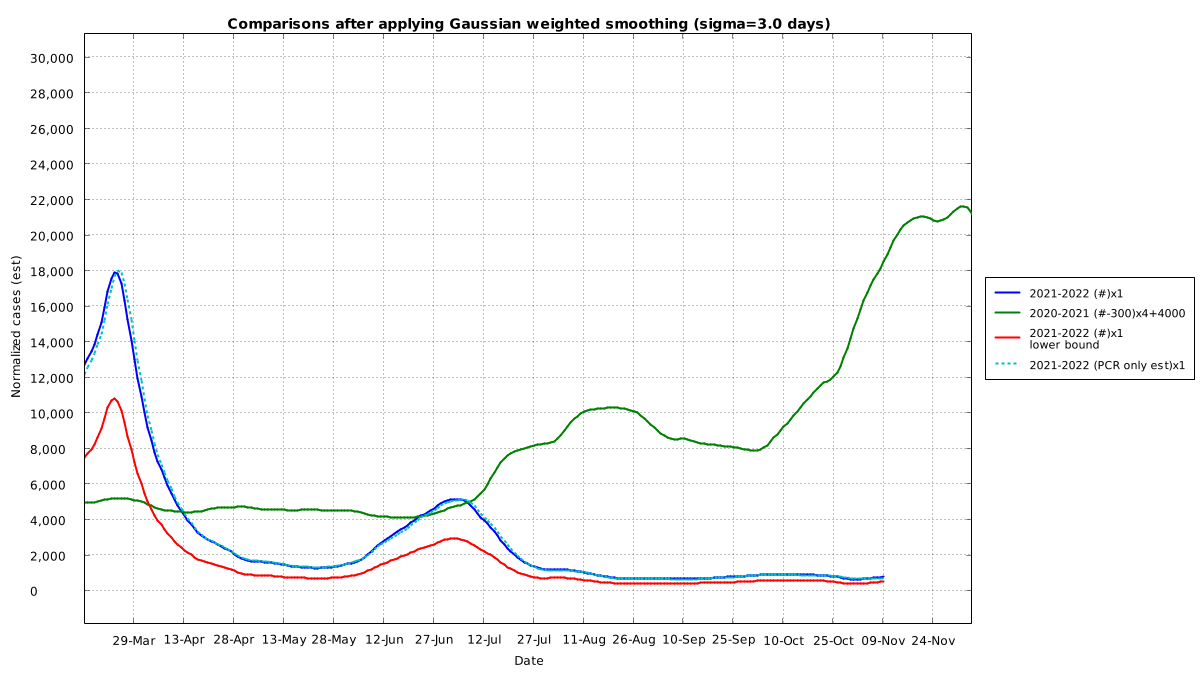 Comparisons after applying Gaussian weighted smoothing (sigma=3.0 days)
30,000
28,000
26,000
24,000
22,000
20,000
18,000
16,000
14,000
12,000
10,000
8,000
6,000
4,000
2,000
0
Normalized cases (est)
29-Mar 13-Apr 28-Apr 13-May 28-May 12-Jun 27-Jun 12-Jul 27-Jul 11-Aug 26-Aug 10-Sep 25-Sep 10-Oct 25-Oct 09-Nov 24-Nov
Date
2021-2022 (#)x1
2020-2021 (#-300)x4+4000
2021-2022 (#)x1
lower bound
2021-2022 (PCR only est)x1